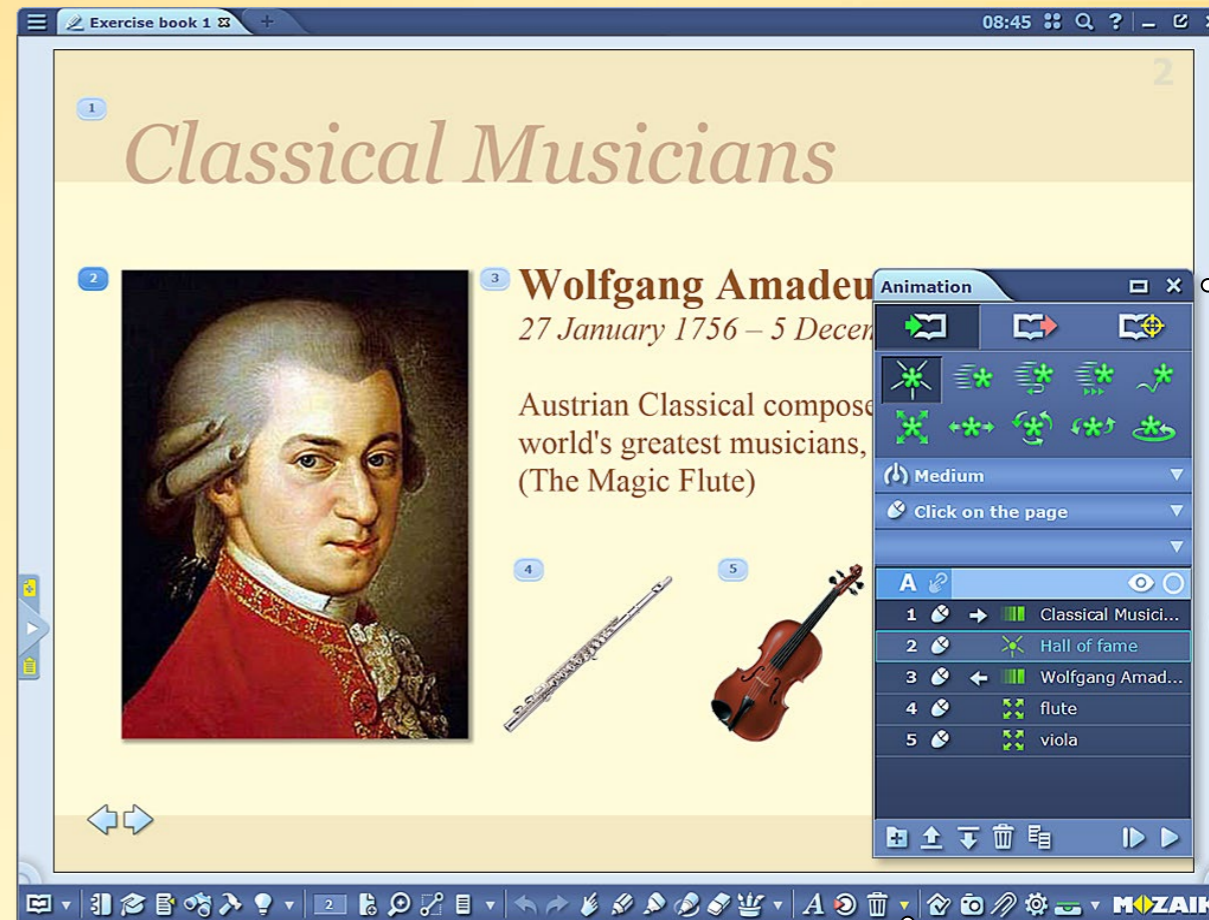 Exercise book 1
08:45
2
1
Classical Musicians
2
3
Wolfgang Amadeu
27 January 1756 – 5 Decem
Austrian Classical compose
world's greatest musicians,
(The Magic Flute)
4
5
Animation
Medium
Click on the page
A
1 Classical Musici...
2 Hall of fame
3 Wolfgang Amad...
4 flute
5 viola
2
A
MOZAIK